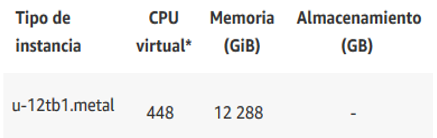 Tipo de instancia CPU virtual* Memoria (GiB) Almacenamiento (GB)
u-12tb1.metal 448 12 288 -